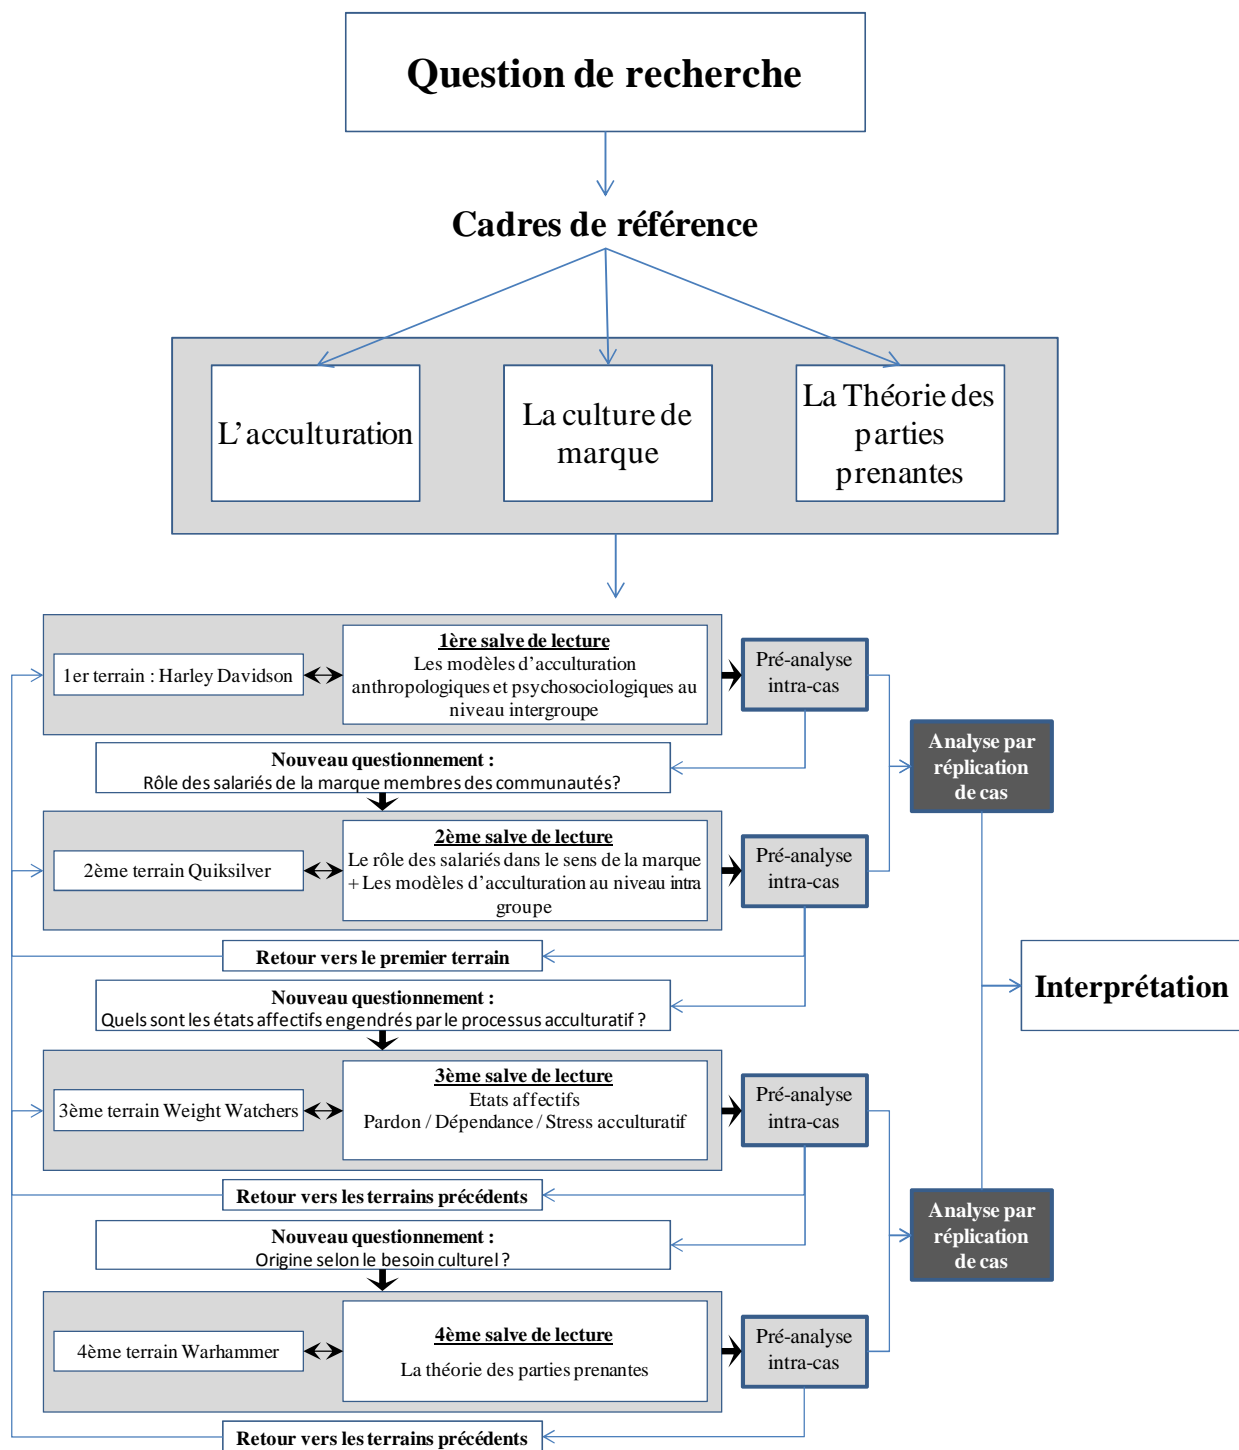 Question de recherche
Cadres de référence
L'acculturation
La culture de
marque
La Théorie des
parties
prenantes
1er terrain : Harley Davidson
1ère salve de lecture
Les modèles d'acculturation
anthropologiques et psychosociologiques au
niveau intergroupe
Pré-analyse
intra-cas
Nouveau questionnement :
Rôle des salariés de la marque membres des communautés?
Analyse par
réplication
de cas
2ème terrain Quiksilver
2ème salve de lecture
Le rôle des salariés dans le sens de la marque
+ Les modèles d'acculturation au niveau intra
groupe
Pré-analyse
intra-cas
Retour vers le premier terrain
Nouveau questionnement :
Quels sont les états affectifs engendrés par le processus acculturatif ?
Interprétation
3ème terrain Weight Watchers
3ème salve de lecture
Etats affectifs
Pardon / Dépendance / Stress acculturatif
Pré-analyse
intra-cas
Retour vers les terrains précédents
Nouveau questionnement :
Origine selon le besoin culturel ?
Analyse par
réplication
de cas
4ème terrain Warhammer
4ème salve de lecture
La théorie des parties prenantes
Pré-analyse
intra-cas
Retour vers les terrains précédents